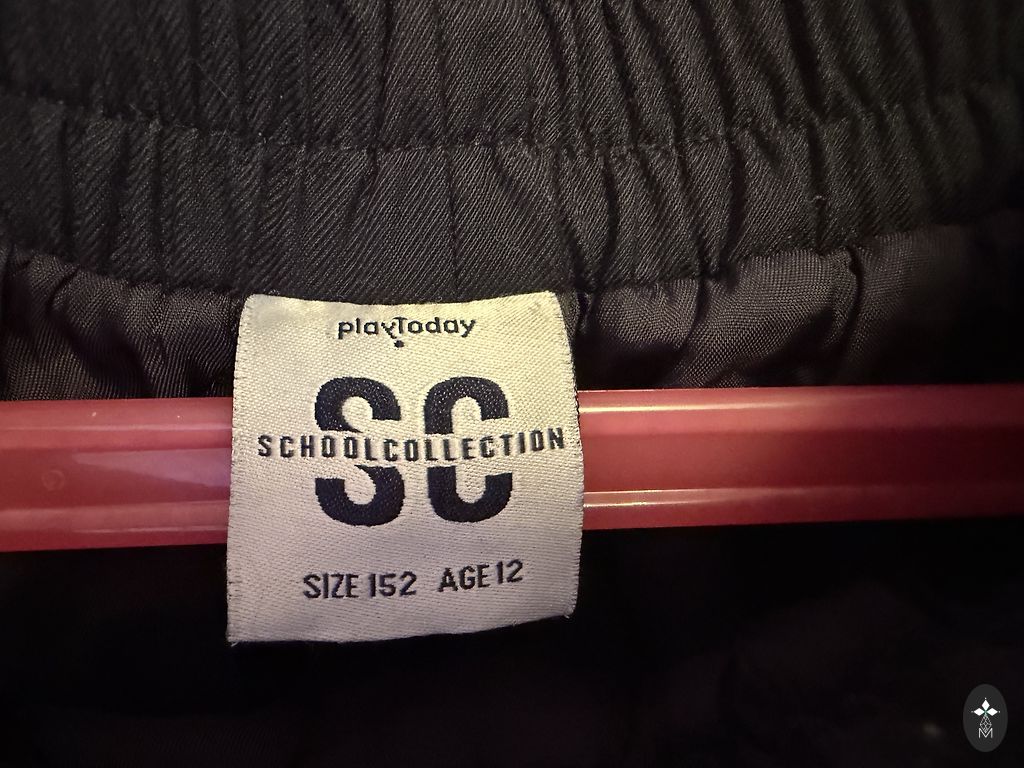 playToday
SC
SCHOOLCOLLECTION
SIZE 152 AGE 12
M